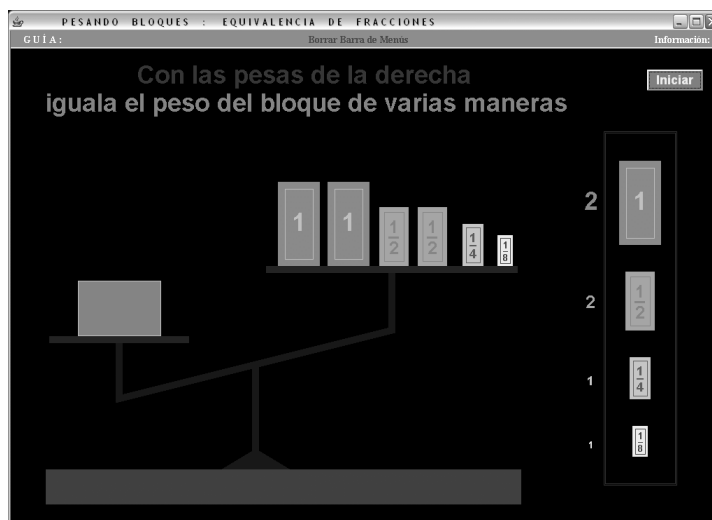 PESANDO BLOQUES : EQUIVALENCIA DE FRACCIONES
GUÍA:
Borrar Barra de Menús
Información:
Con las pesas de la derecha
iguala el peso del bloque de varias maneras
Iniciar
1 1 1/2 1/2 1/4 1/8
2 1
2 1/2
1 1/4
1 1/8